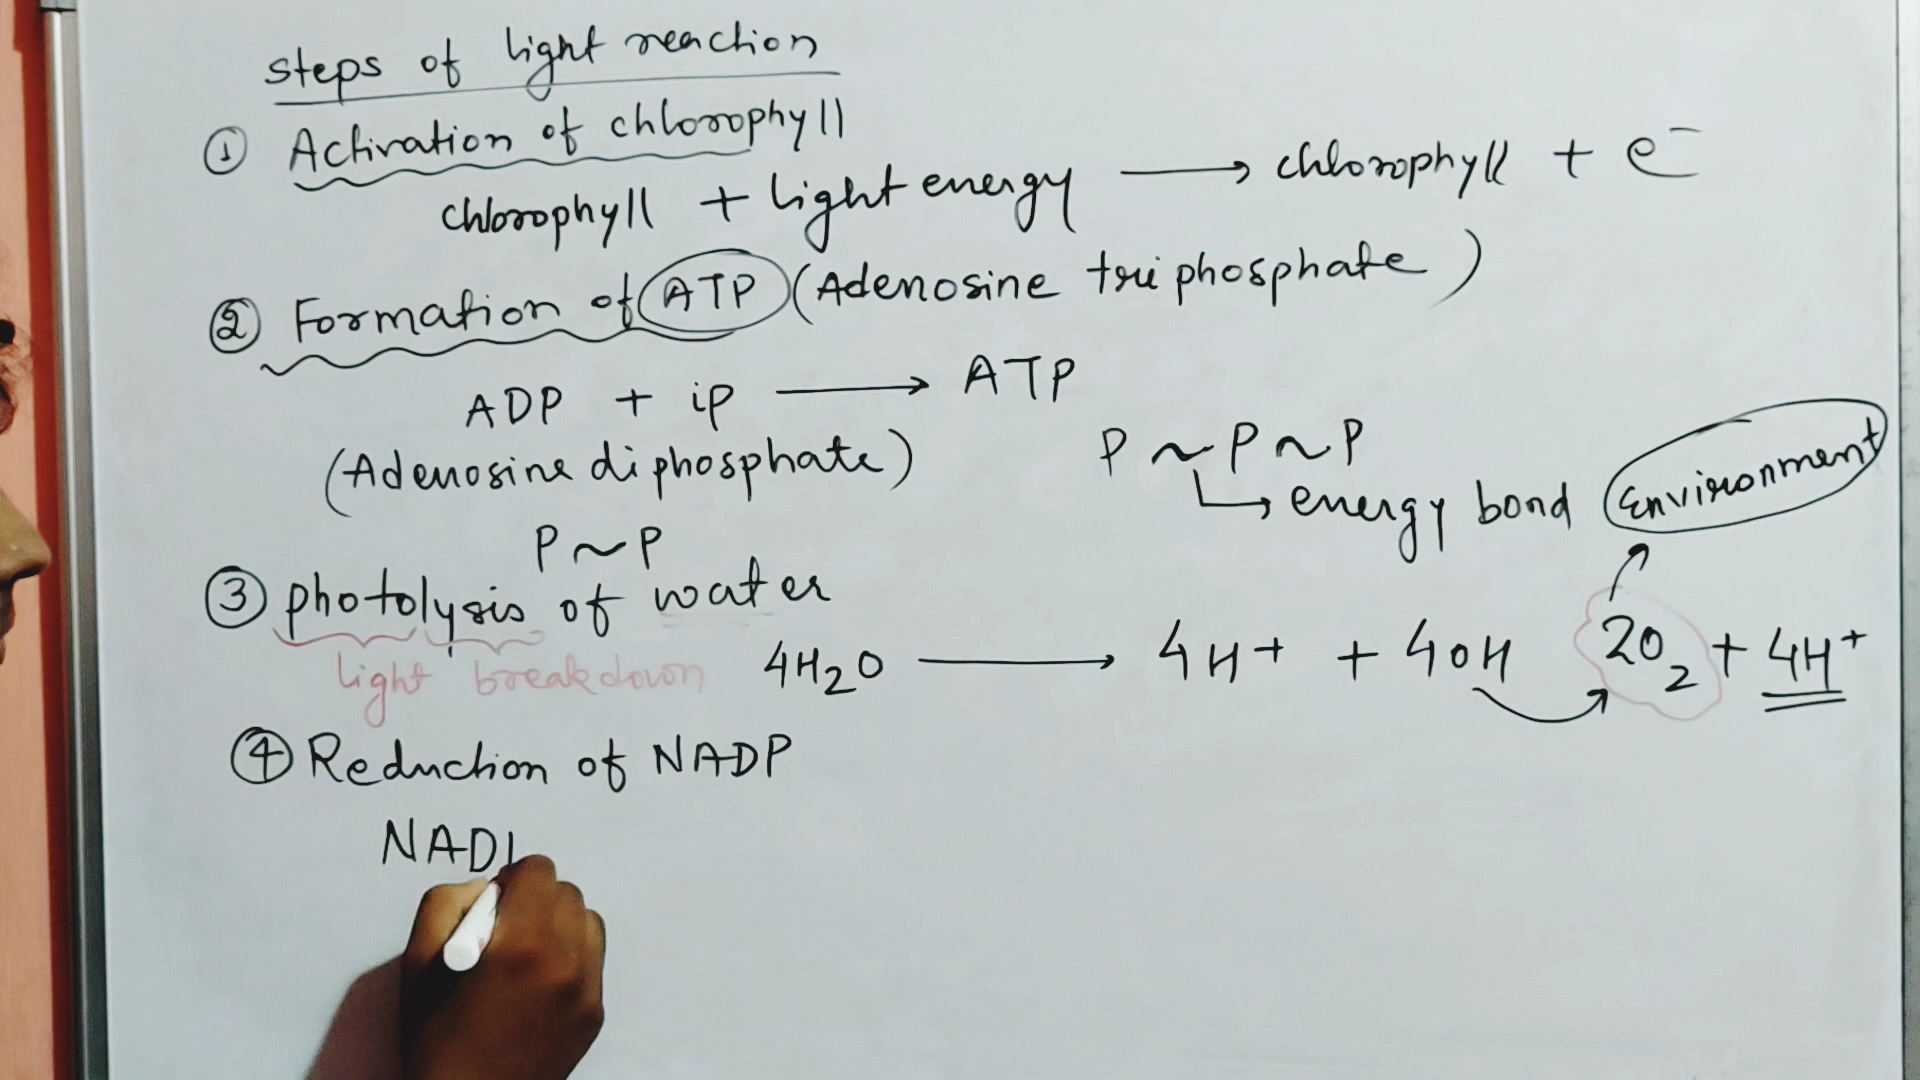 Steps of light reaction
① Activation of chlorophyll
chlorophyll + light energy → chlorophyll + e⁻
② Formation of ATP (Adenosine triphosphate)
ADP + ip → ATP
(Adenosine diphosphate)
P ~ P ~ P
energy bond
Environment
P ~ P
③ photolysis of water
light breakdown
4H₂O → 4H⁺ + 4OH 2O₂ + 4H⁺
④ Reduction of NADP
NAD